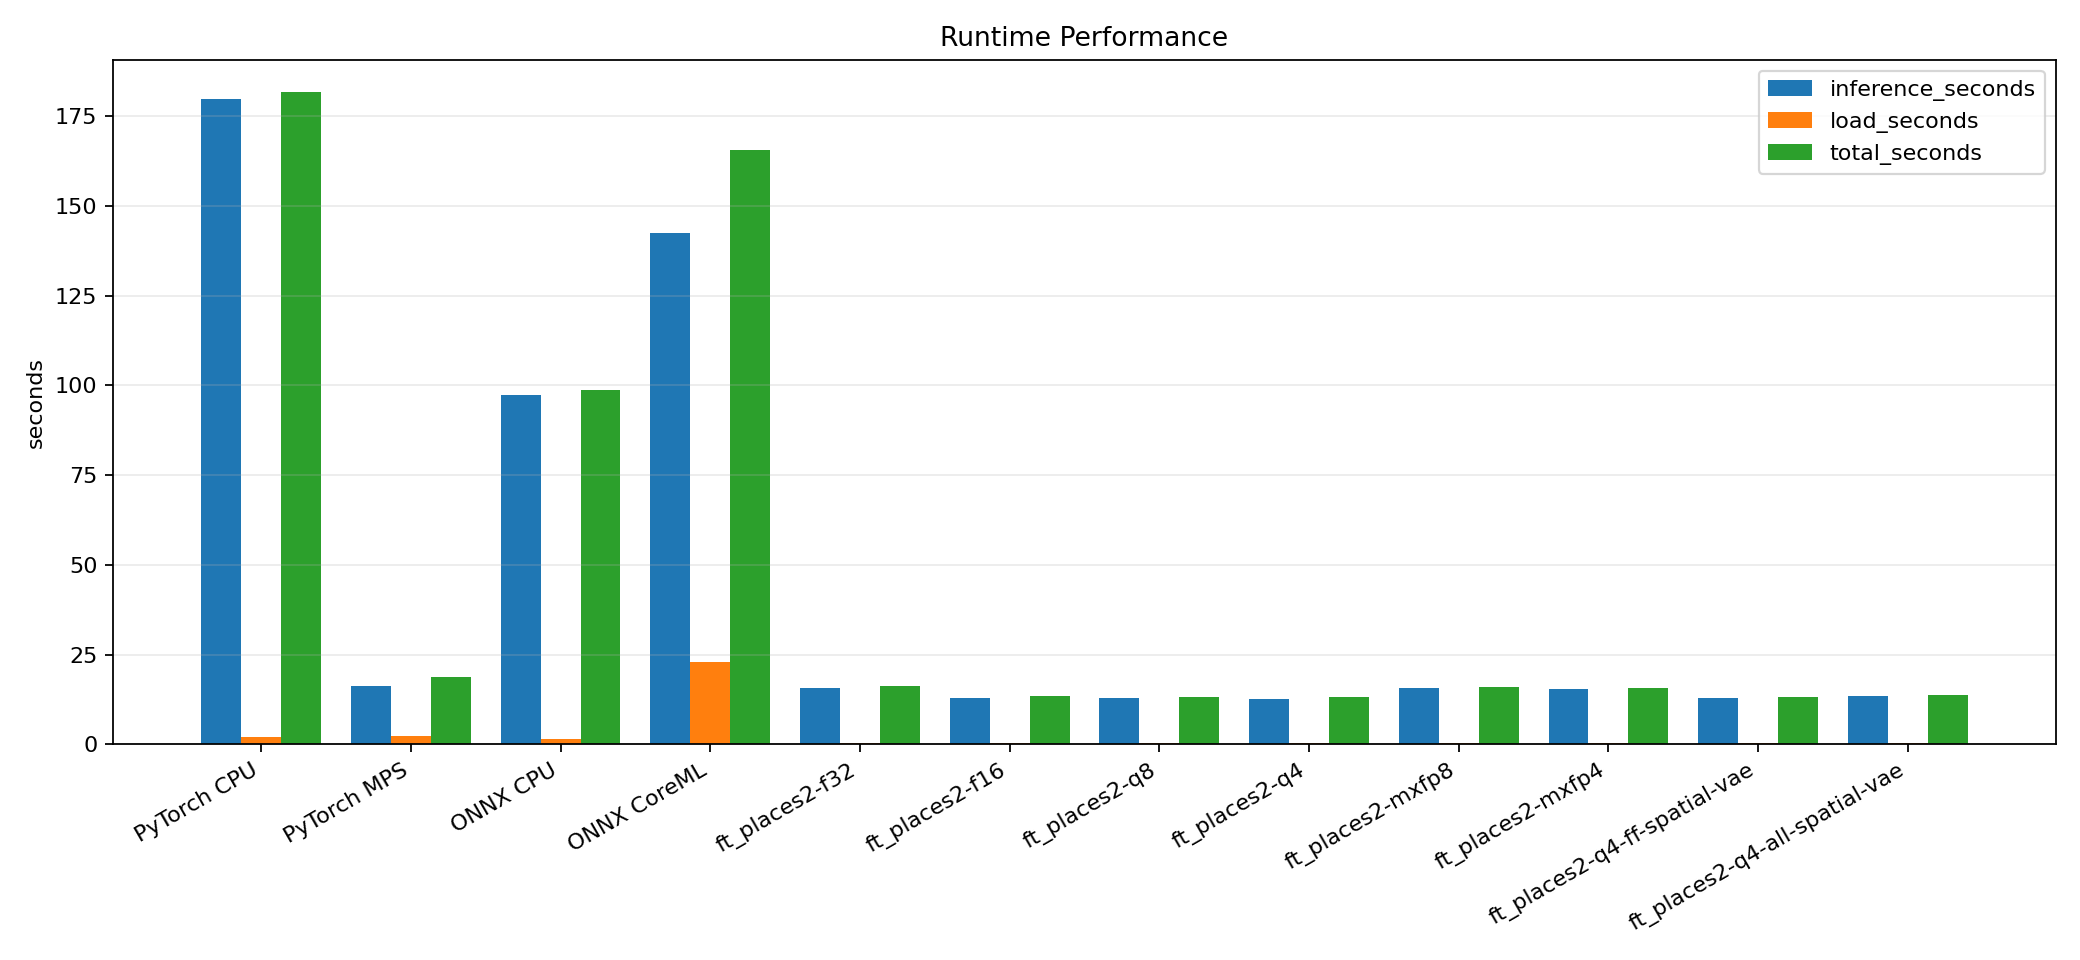 Runtime Performance
inference_seconds
load_seconds
total_seconds
seconds
175
150
125
100
75
50
25
0
PyTorch CPU
PyTorch MPS
ONNX CPU
ONNX CoreML
ft_places2-f32
ft_places2-f16
ft_places2-q8
ft_places2-q4
ft_places2-mxfp8
ft_places2-mxfp4
ft_places2-q4-ff-spatial-vae
ft_places2-q4-all-spatial-vae